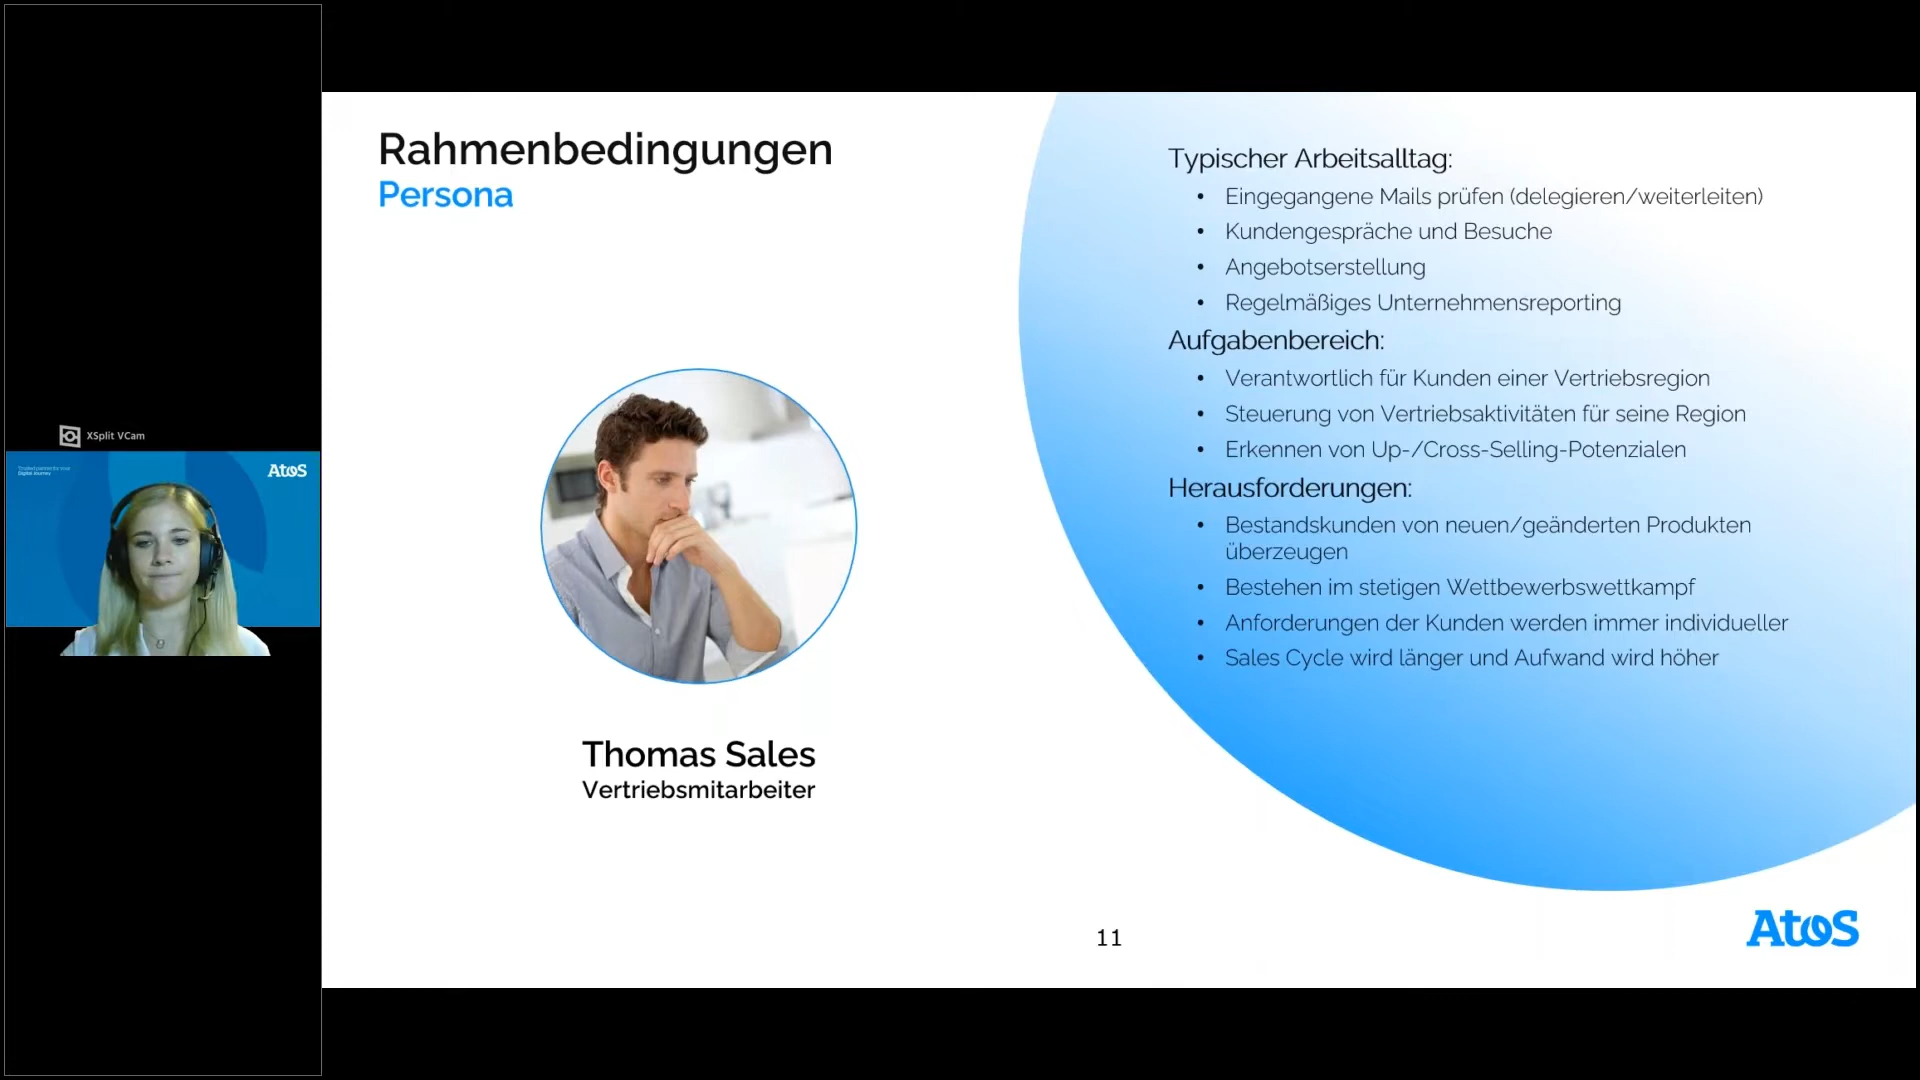 XSplit VCam
Digital Journey
Atos
Rahmenbedingungen
Persona
Thomas Sales
Vertriebsmitarbeiter
Typischer Arbeitsalltag:
• Eingegangene Mails prüfen (delegieren/weiterleiten)
• Kundengespräche und Besuche
• Angebotserstellung
• Regelmäßiges Unternehmensreporting
Aufgabenbereich:
• Verantwortlich für Kunden einer Vertriebsregion
• Steuerung von Vertriebsaktivitäten für seine Region
• Erkennen von Up-/Cross-Selling-Potenzialen
Herausforderungen:
• Bestandskunden von neuen/geänderten Produkten
überzeugen
• Bestehen im stetigen Wettbewerbswettkampf
• Anforderungen der Kunden werden immer individueller
• Sales Cycle wird länger und Aufwand wird höher
11
Atos